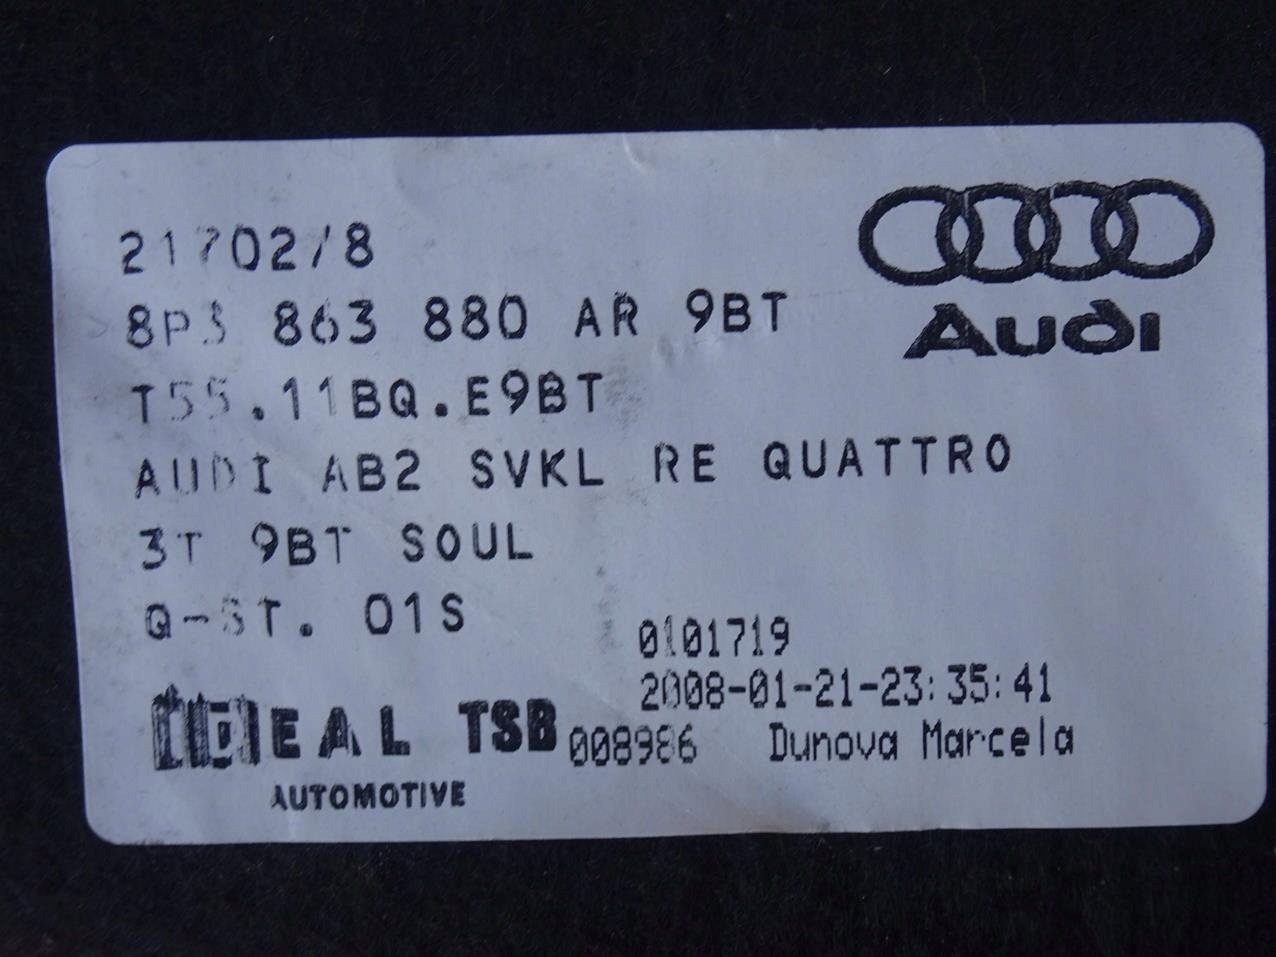 21702/8
Audi
8P3 863 880 AR 9BT
T55.11BQ.E9BT
AUDI AB2 SVKL RE QUATTRO
3T 9BT SOUL
Q-ST. 01S
0101719
2008-01-21-23:35:41
IDEAL TSB
008986 Dunova Marcela
AUTOMOTIVE